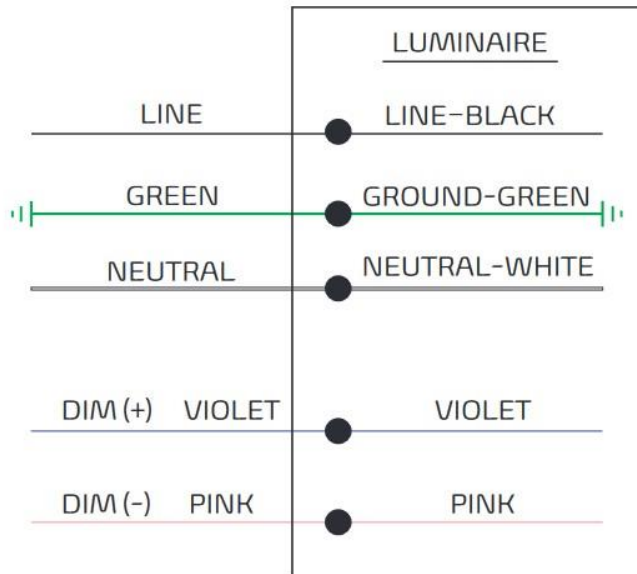 LUMINAIRE
LINE LINE-BLACK
GREEN GROUND-GREEN
NEUTRAL NEUTRAL-WHITE
DIM (+) VIOLET VIOLET
DIM (-) PINK PINK